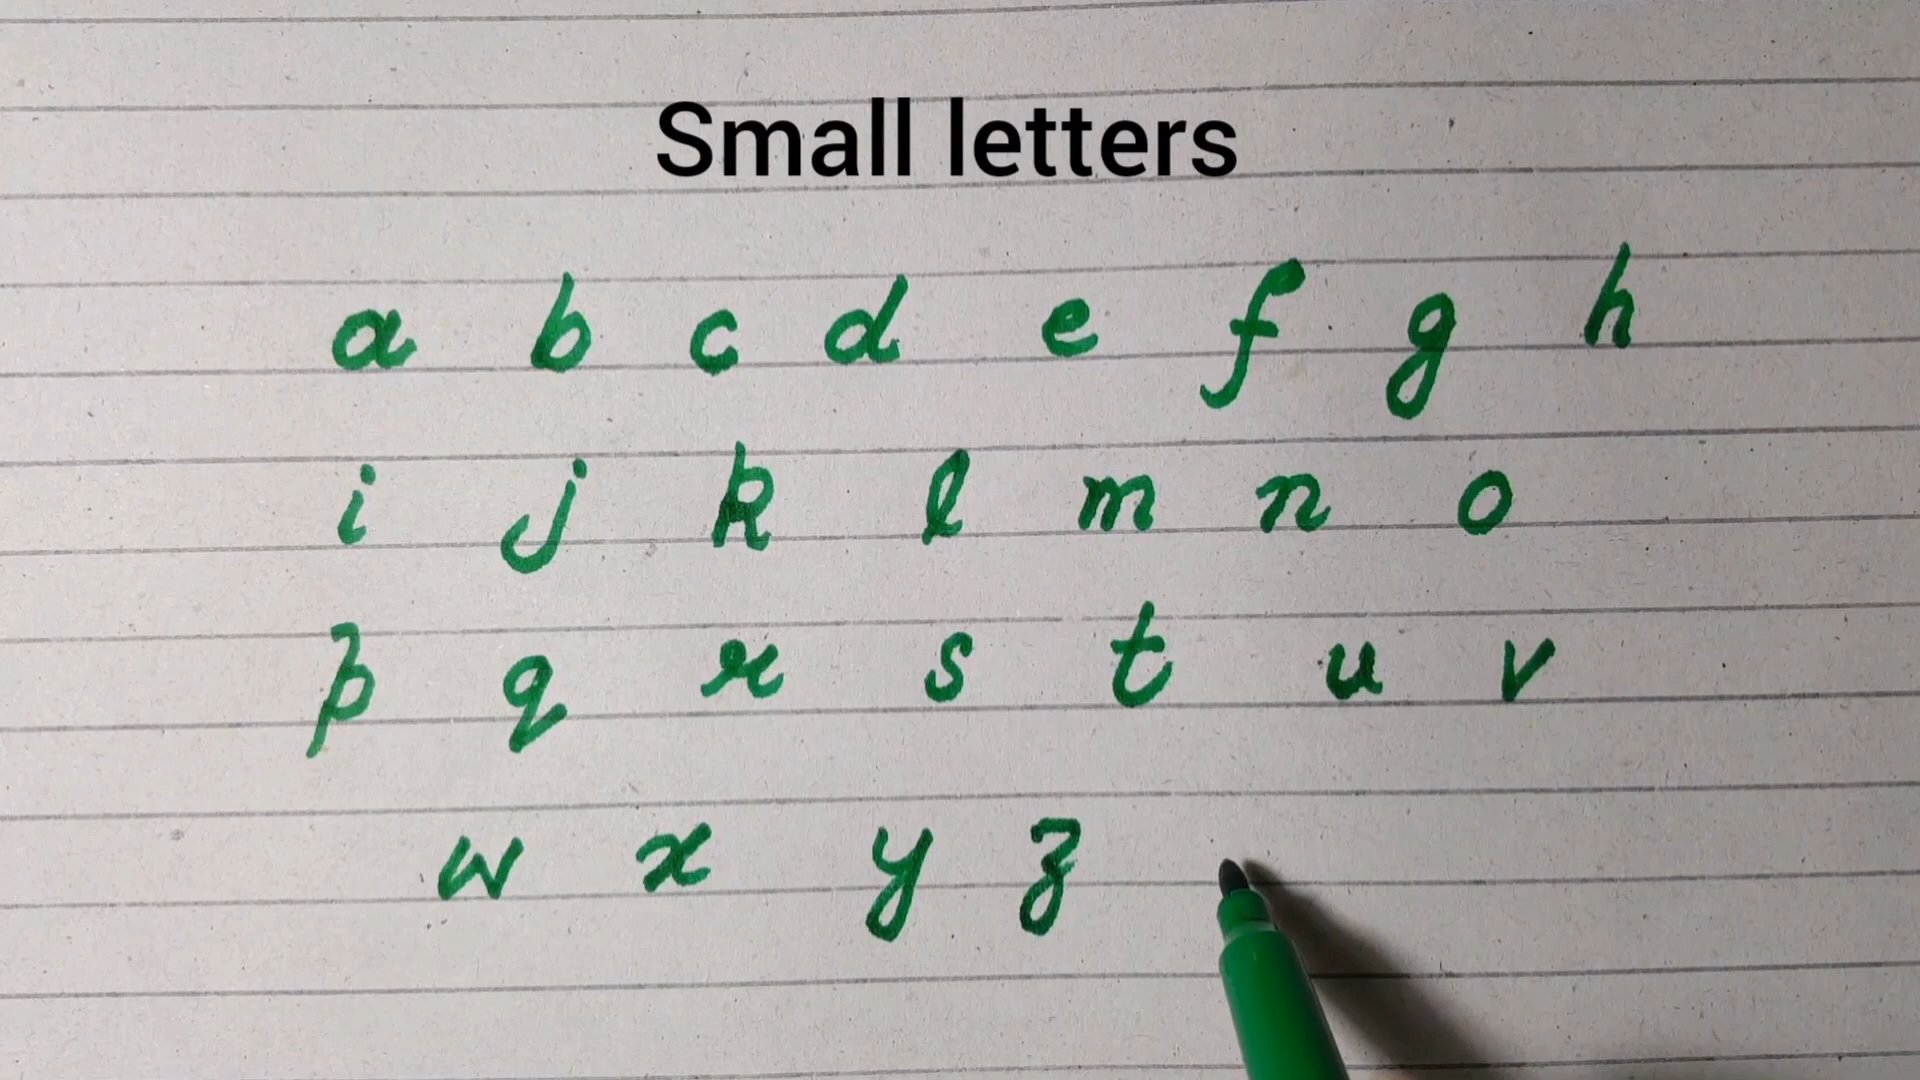 Small letters
a b c d e f g h
i j k l m n o
p q r s t u v
w x y z